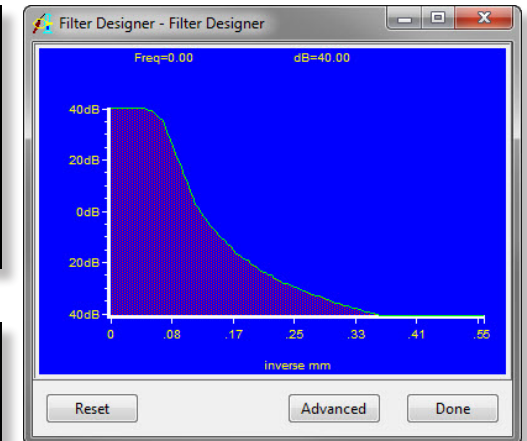 Filter Designer - Filter Designer
Freq=0.00 dB=40.00
40dB
20dB
0dB
20dB
40dB
0 .08 .17 .25 .33 .41 .55
inverse mm
Reset Advanced Done